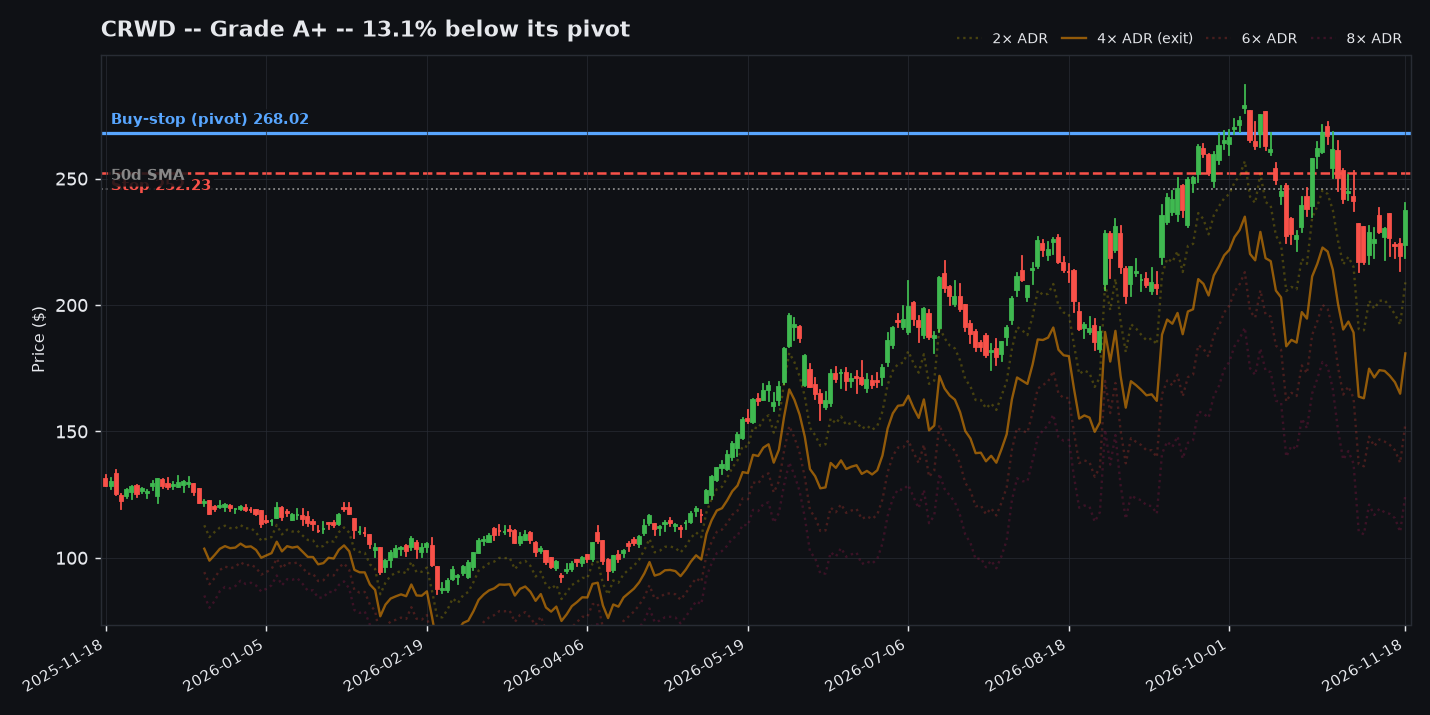 CRWD -- Grade A+ -- 13.1% below its pivot
2× ADR
4× ADR (exit)
6× ADR
8× ADR
Buy-stop (pivot) 268.02
50d SMA
Stop 252.23
250
200
150
100
Price ($)
2025-11-18
2026-01-05
2026-02-19
2026-04-06
2026-05-19
2026-07-06
2026-08-18
2026-10-01
2026-11-18